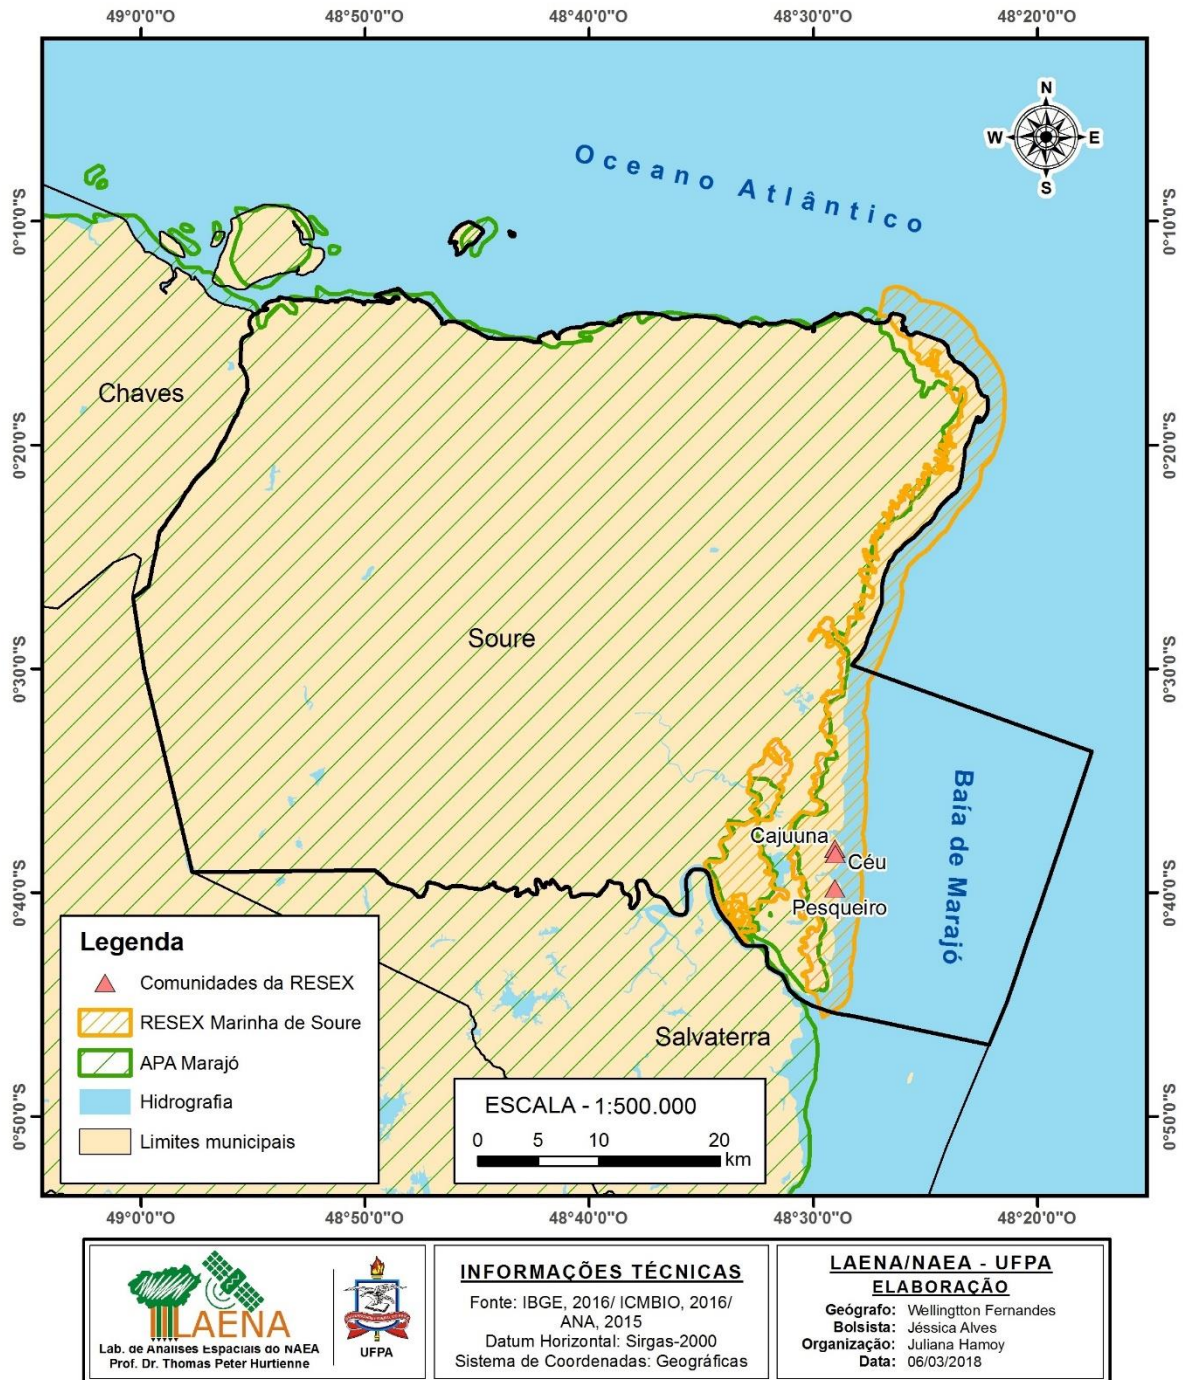 49°0'0"O 48°50'0"O 48°40'0"O 48°30'0"O 48°20'0"O
N
W E
S
Oceano Atlântico
0°10'0"S 0°10'0"S
Chaves
0°20'0"S 0°20'0"S
Soure
0°30'0"S 0°30'0"S
Baía de Marajó
Cajuuna
Céu
0°40'0"S 0°40'0"S
Pesqueiro
Legenda
Comunidades da RESEX
RESEX Marinha de Soure
APA Marajó
Hidrografia
Limites municipais
Salvaterra
ESCALA - 1:500.000
0 5 10 20
km
0°50'0"S 0°50'0"S
49°0'0"O 48°50'0"O 48°40'0"O 48°30'0"O 48°20'0"O
LAENA
Lab. de Análises Espaciais do NAEA
Prof. Dr. Thomas Peter Hurtienne
UFPA
INFORMAÇÕES TÉCNICAS
Fonte: IBGE, 2016/ ICMBIO, 2016/
ANA, 2015
Datum Horizontal: Sirgas-2000
Sistema de Coordenadas: Geográficas
LAENA/NAEA - UFPA
ELABORAÇÃO
Geógrafo: Wellingtton Fernandes
Bolsista: Jéssica Alves
Organização: Juliana Hamoy
Data: 06/03/2018